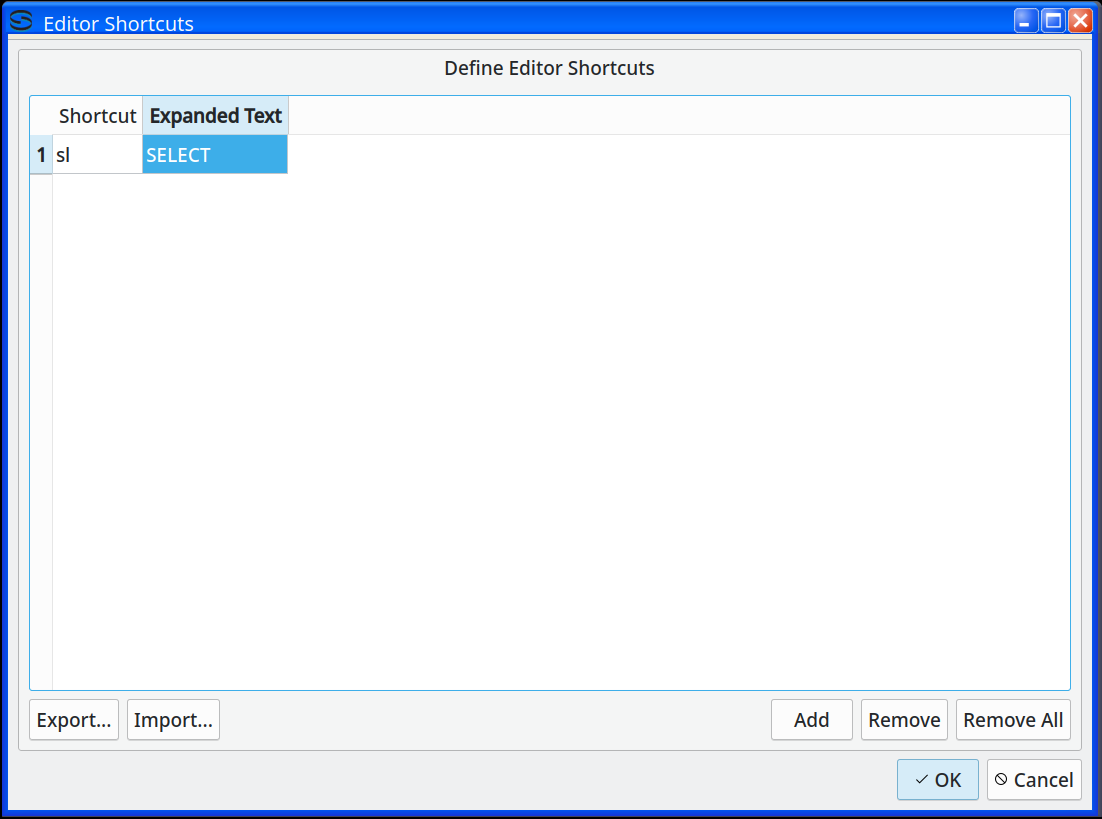 Editor Shortcuts
Define Editor Shortcuts
Shortcut Expanded Text
1 sl SELECT
Export... Import... Add Remove Remove All
OK Cancel